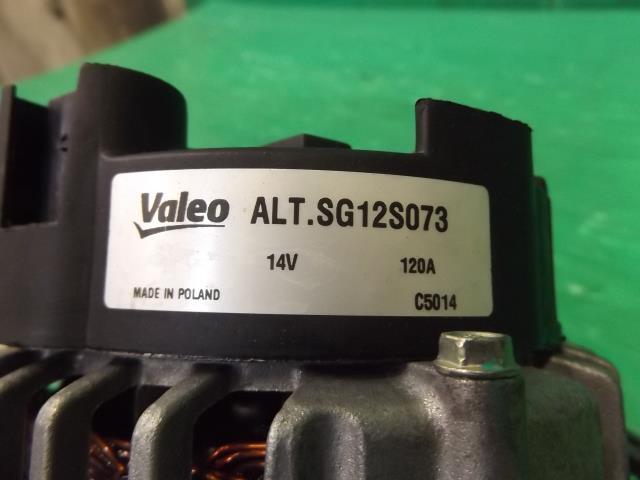 Valeo ALT.SG12S073
14V 120A
MADE IN POLAND C5014